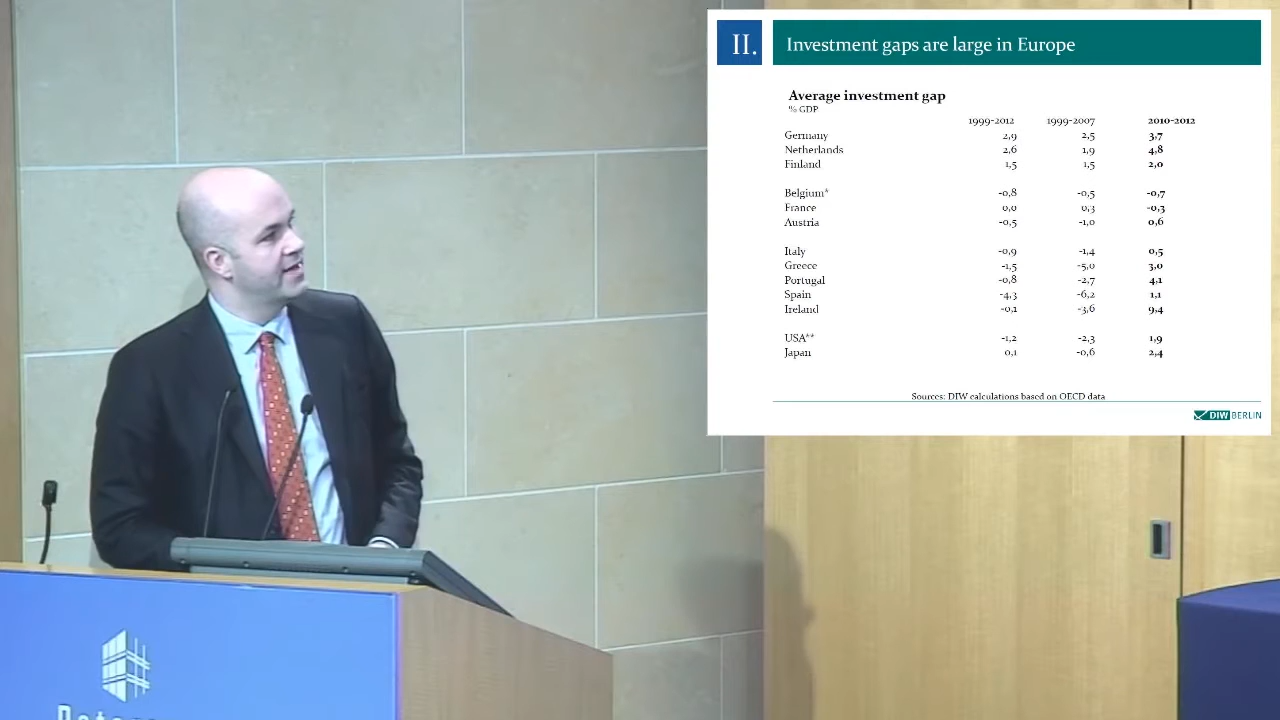 II. Investment gaps are large in Europe
Average investment gap
% GDP
1999-2012 1999-2007 2010-2012
Germany 2,9 2,5 3,7
Netherlands 2,6 1,9 4,8
Finland 1,5 1,5 2,0
Belgium* -0,8 -0,5 -0,7
France 0,0 0,3 -0,3
Austria -0,5 -1,0 0,6
Italy -0,9 -1,4 0,5
Greece -1,5 -5,0 3,0
Portugal -0,8 -2,7 4,1
Spain -4,3 -6,2 1,1
Ireland -0,1 -3,6 9,4
USA** -1,2 -2,3 1,9
Japan 0,1 -0,6 2,4
Sources: DIW calculations based on OECD data
DIW BERLIN